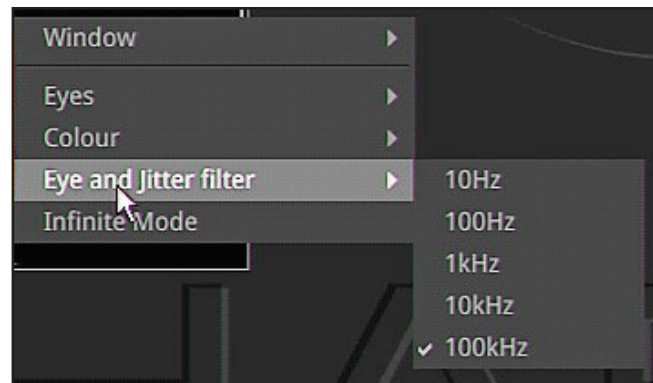 Window
Eyes
Colour
Eye and Jitter filter
Infinite Mode
10Hz
100Hz
1kHz
10kHz
100kHz